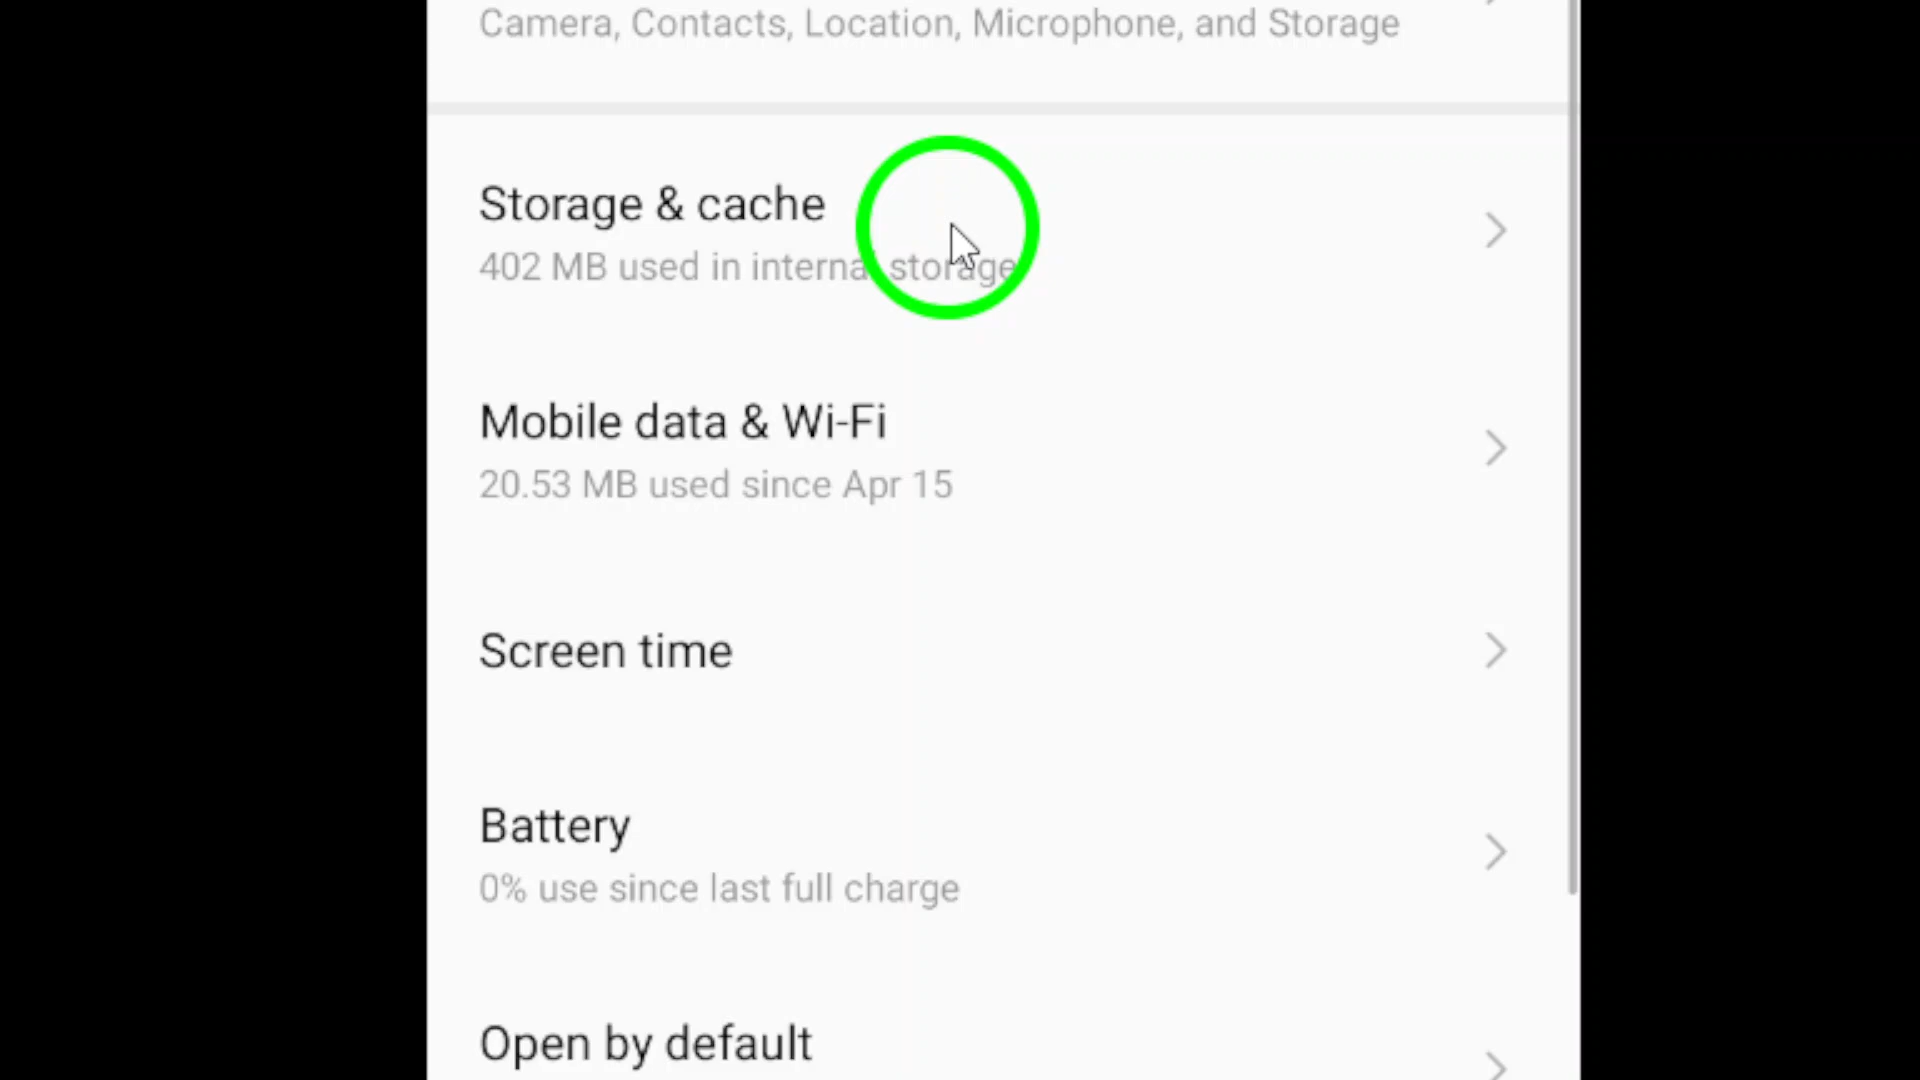 Camera, Contacts, Location, Microphone, and Storage
Storage & cache
402 MB used in internal storage
Mobile data & Wi-Fi
20.53 MB used since Apr 15
Screen time
Battery
0% use since last full charge
Open by default